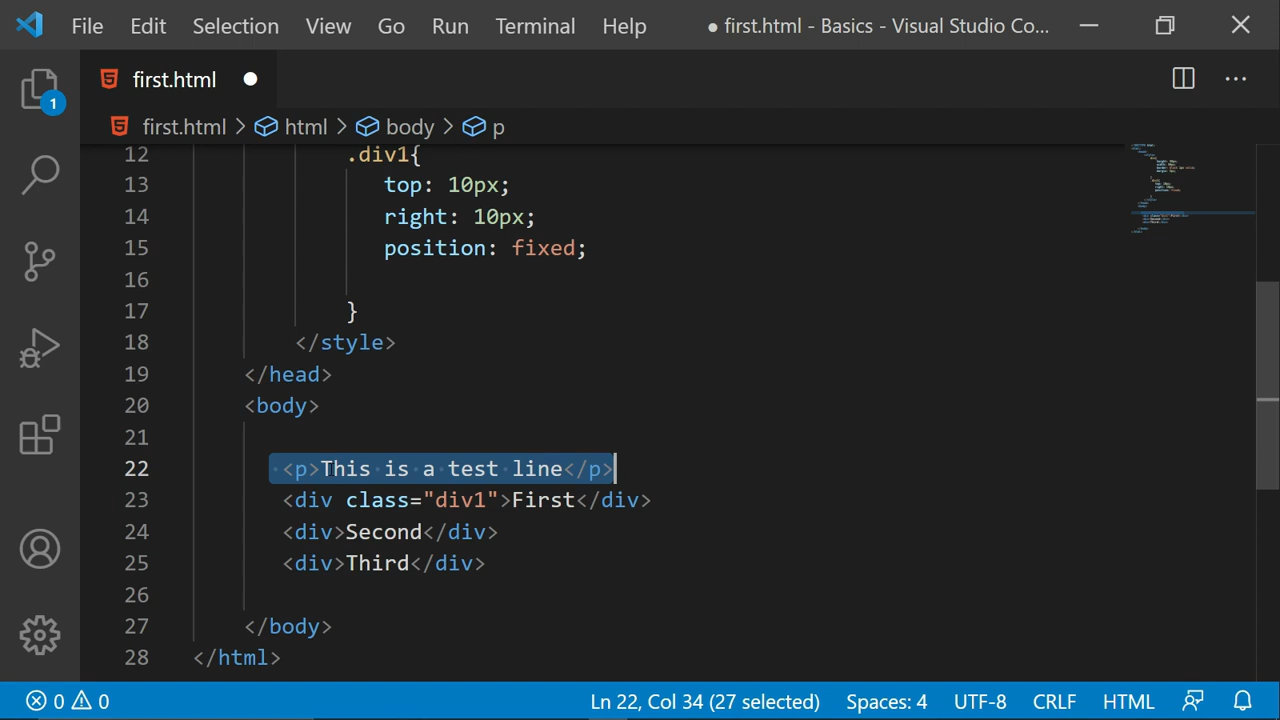 File Edit Selection View Go Run Terminal Help ● first.html - Basics - Visual Studio Co...
first.html
1
first.html > html > body > p
12 .div1{
13 top: 10px;
14 right: 10px;
15 position: fixed;
16
17 }
18 </style>
19 </head>
20 <body>
21
22 <p>This is a test line</p>
23 <div class="div1">First</div>
24 <div>Second</div>
25 <div>Third</div>
26
27 </body>
28 </html>
0 0 Ln 22, Col 34 (27 selected) Spaces: 4 UTF-8 CRLF HTML